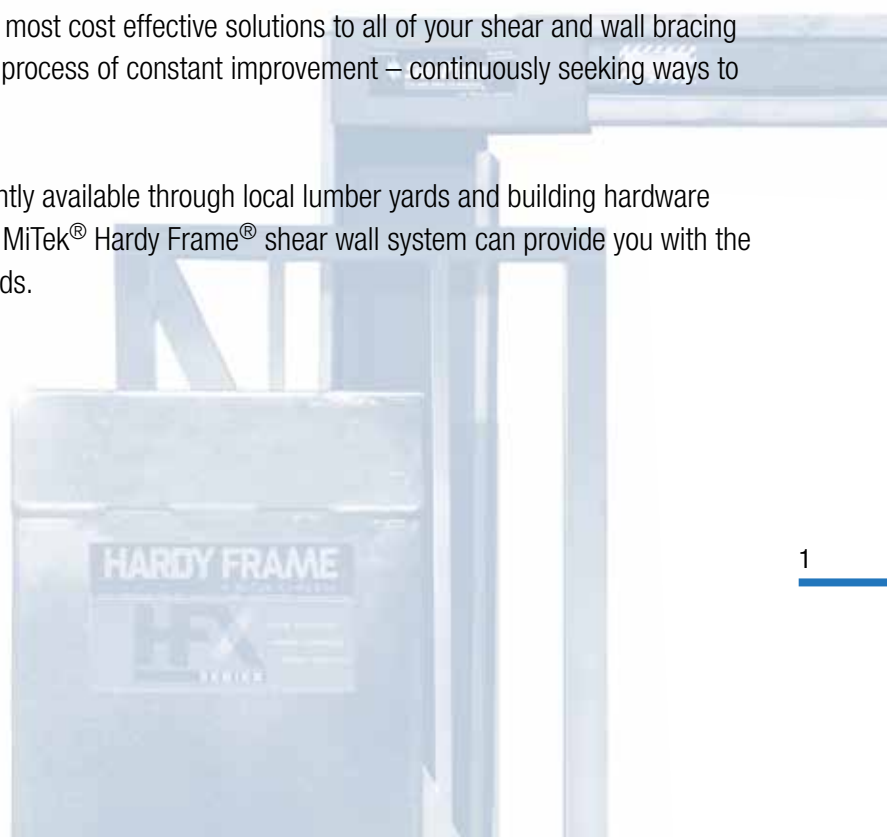 most cost effective solutions to all of your shear and wall bracing
process of constant improvement – continuously seeking ways to
ntly available through local lumber yards and building hardware
MiTek® Hardy Frame® shear wall system can provide you with the
ds.
HARDY FRAME
HFX
SERIES
1